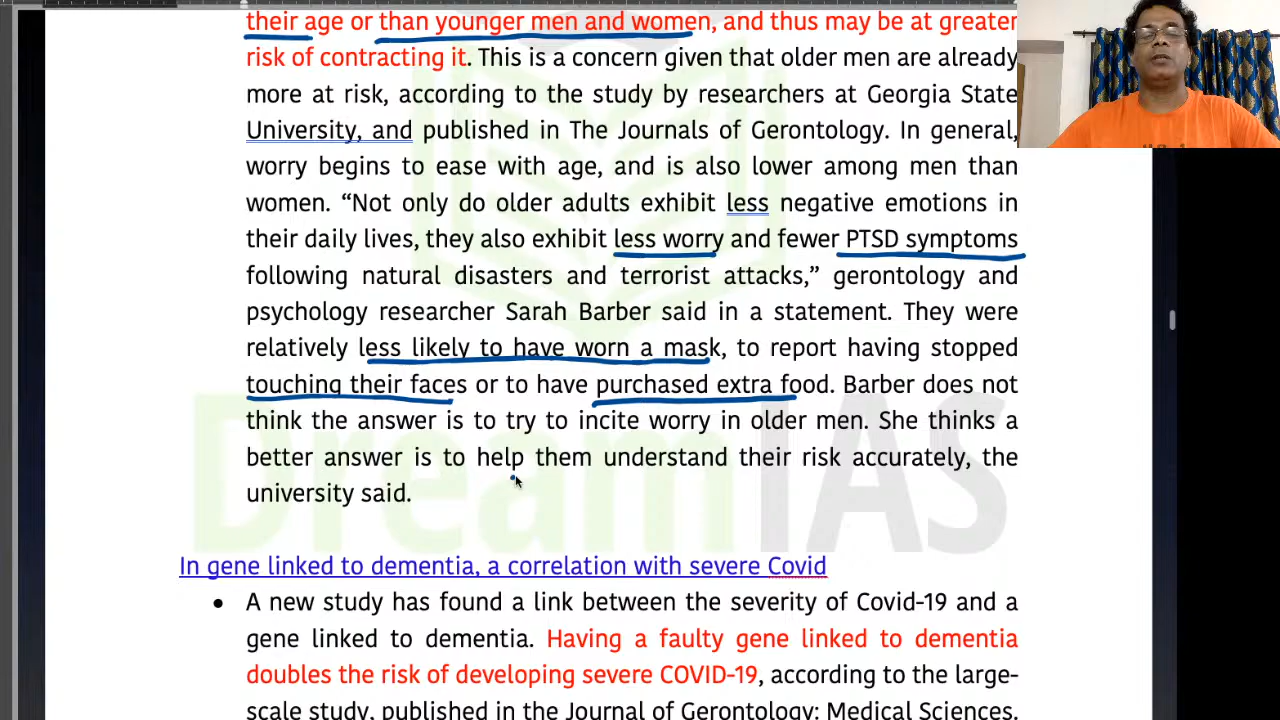 their age or than younger men and women, and thus may be at greater
risk of contracting it. This is a concern given that older men are already
more at risk, according to the study by researchers at Georgia State
University, and published in The Journals of Gerontology. In general,
worry begins to ease with age, and is also lower among men than
women. “Not only do older adults exhibit less negative emotions in
their daily lives, they also exhibit less worry and fewer PTSD symptoms
following natural disasters and terrorist attacks,” gerontology and
psychology researcher Sarah Barber said in a statement. They were
relatively less likely to have worn a mask, to report having stopped
touching their faces or to have purchased extra food. Barber does not
think the answer is to try to incite worry in older men. She thinks a
better answer is to help them understand their risk accurately, the
university said.
DreamIAS
In gene linked to dementia, a correlation with severe Covid
• A new study has found a link between the severity of Covid-19 and a
gene linked to dementia. Having a faulty gene linked to dementia
doubles the risk of developing severe COVID-19, according to the large-
scale study, published in the Journal of Gerontology: Medical Sciences.